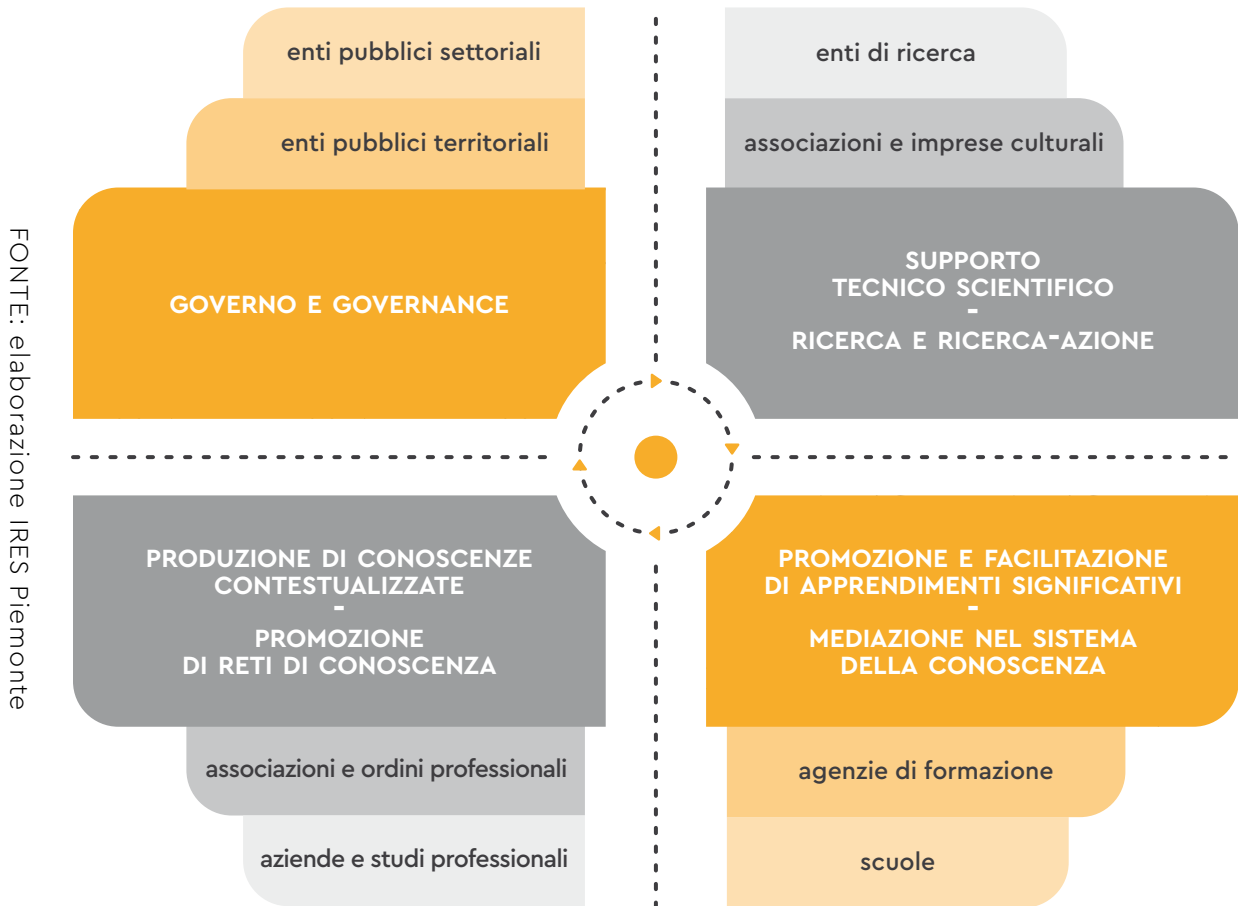 enti pubblici settoriali
enti pubblici territoriali
GOVERNO E GOVERNANCE
enti di ricerca
associazioni e imprese culturali
SUPPORTO
TECNICO SCIENTIFICO
-
RICERCA E RICERCA-AZIONE
PRODUZIONE DI CONOSCENZE
CONTESTUALIZZATE
-
PROMOZIONE
DI RETI DI CONOSCENZA
associazioni e ordini professionali
aziende e studi professionali
PROMOZIONE E FACILITAZIONE
DI APPRENDIMENTI SIGNIFICATIVI
-
MEDIAZIONE NEL SISTEMA
DELLA CONOSCENZA
agenzie di formazione
scuole
FONTE: elaborazione IRES Piemonte